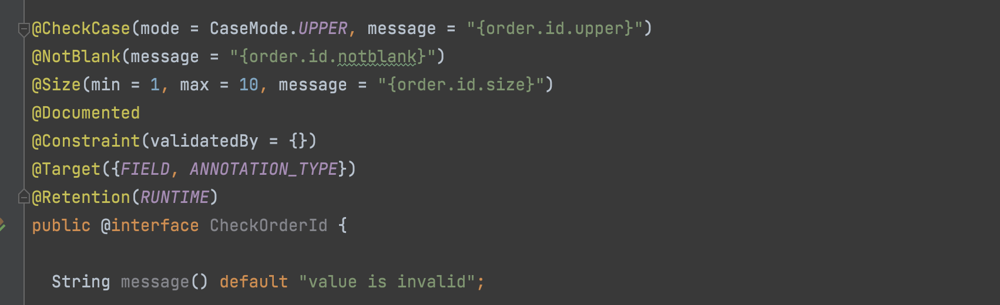 @CheckCase(mode = CaseMode.UPPER, message = "{order.id.upper}")
@NotBlank(message = "{order.id.notblank}")
@Size(min = 1, max = 10, message = "{order.id.size}")
@Documented
@Constraint(validatedBy = {})
@Target({FIELD, ANNOTATION_TYPE})
@Retention(RUNTIME)
public @interface CheckOrderId {
String message() default "value is invalid";